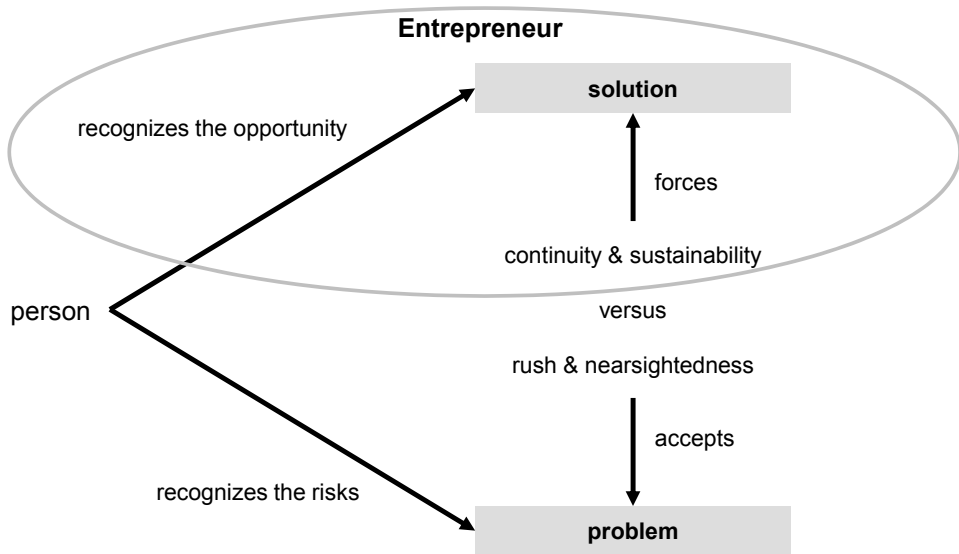 Entrepreneur
solution
recognizes the opportunity
forces
continuity & sustainability
person
versus
rush & nearsightedness
accepts
recognizes the risks
problem